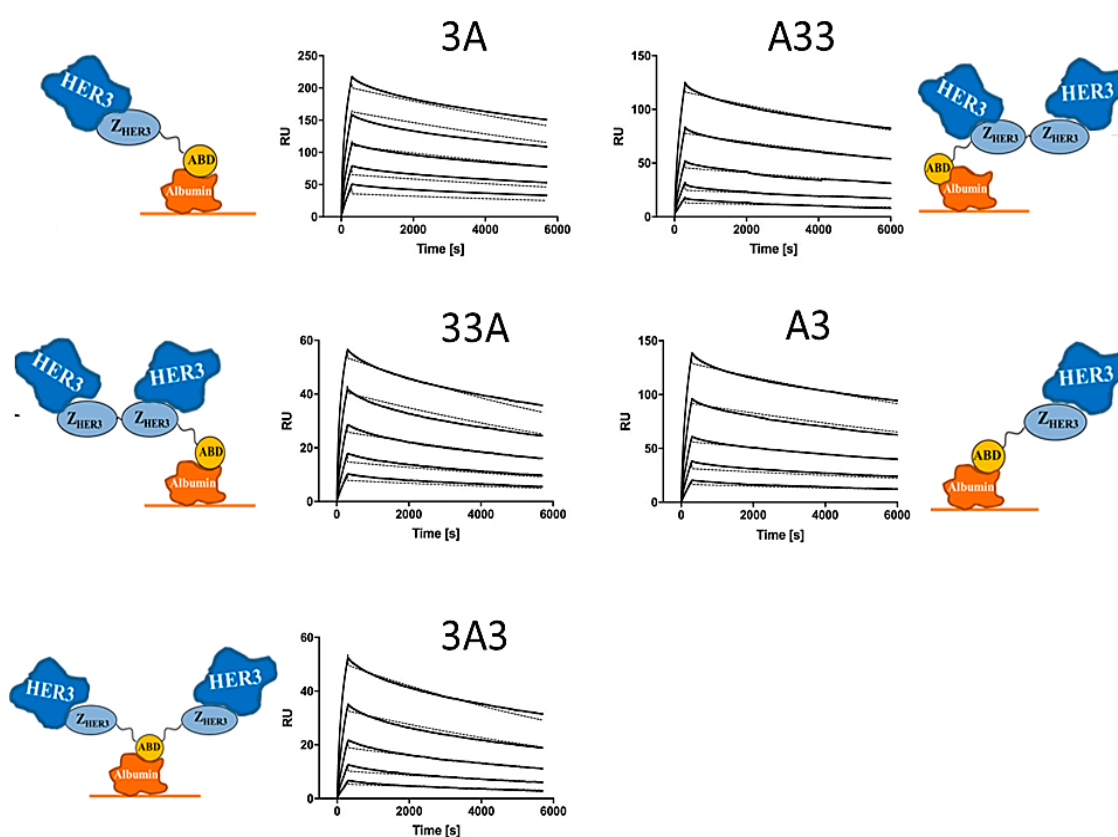 3A
HER3
ZHER3
ABD
Albumin
RU
250
200
150
100
50
0
0 2000 4000 6000
Time [s]
A33
RU
150
100
50
0
0 2000 4000 6000
Time [s]
HER3 HER3
ZHER3 ZHER3
ABD
Albumin
33A
HER3 HER3
ZHER3 ZHER3
ABD
Albumin
RU
60
40
20
0
0 2000 4000 6000
Time [s]
A3
RU
150
100
50
0
0 2000 4000 6000
Time [s]
HER3
ZHER3
ABD
Albumin
3A3
HER3 HER3
ZHER3 ZHER3
ABD
Albumin
RU
60
40
20
0
0 2000 4000 6000
Time [s]